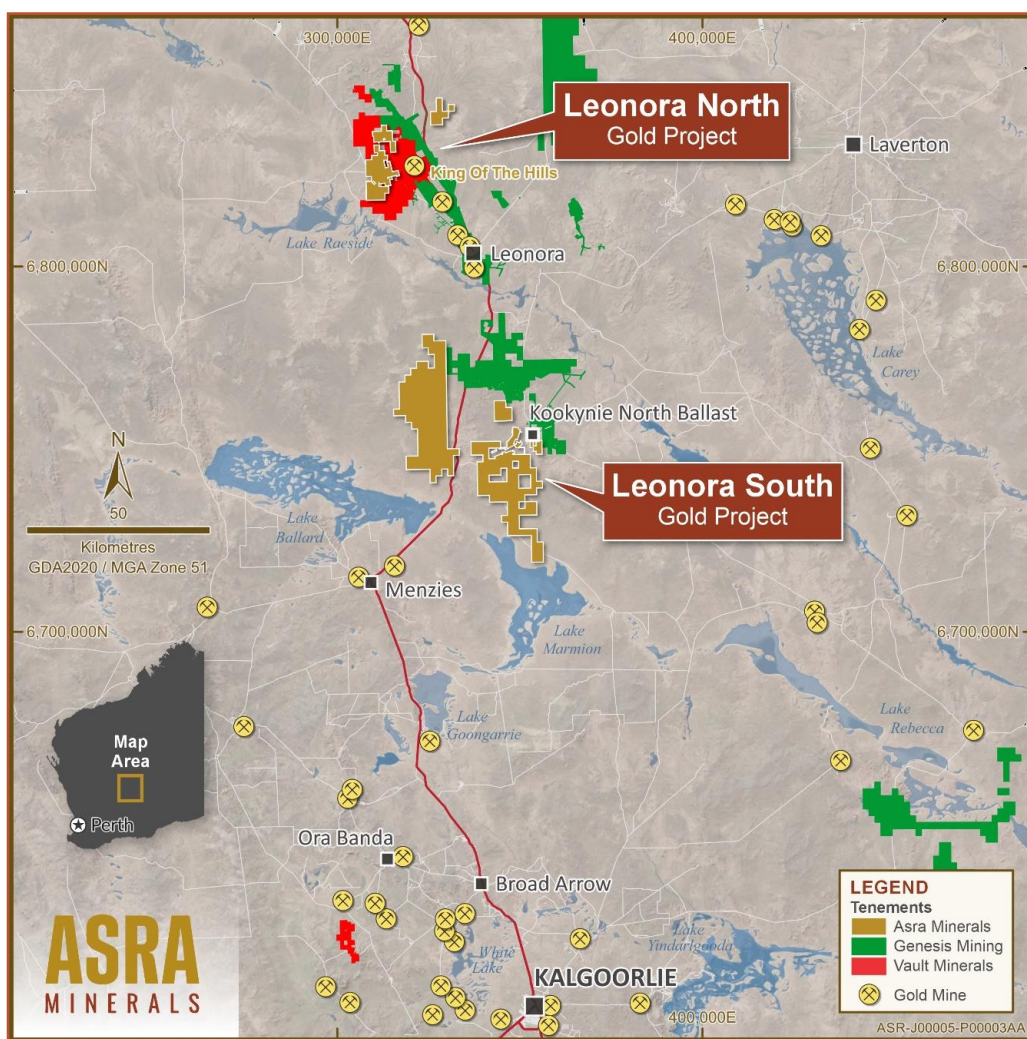 300,000E
400,000E
Leonora North
Gold Project
Laverton
King Of The Hills
Lake Raeside
Leonora
6,800,000N
6,800,000N
Lake
Carey
Kookynie North Ballast
N
50
Kilometres
GDA2020 / MGA Zone 51
Leonora South
Gold Project
Lake
Ballard
Menzies
6,700,000N
6,700,000N
Lake
Marmion
Lake
Goongarrie
Lake
Rebecca
Map
Area
Perth
Ora Banda
Broad Arrow
LEGEND
Tenements
Asra Minerals
Genesis Mining
Vault Minerals
Gold Mine
ASRA
MINERALS
White
Lake
Lake
Yindarlgooda
KALGOORLIE
400,000E
ASR-J00005-P00003AA